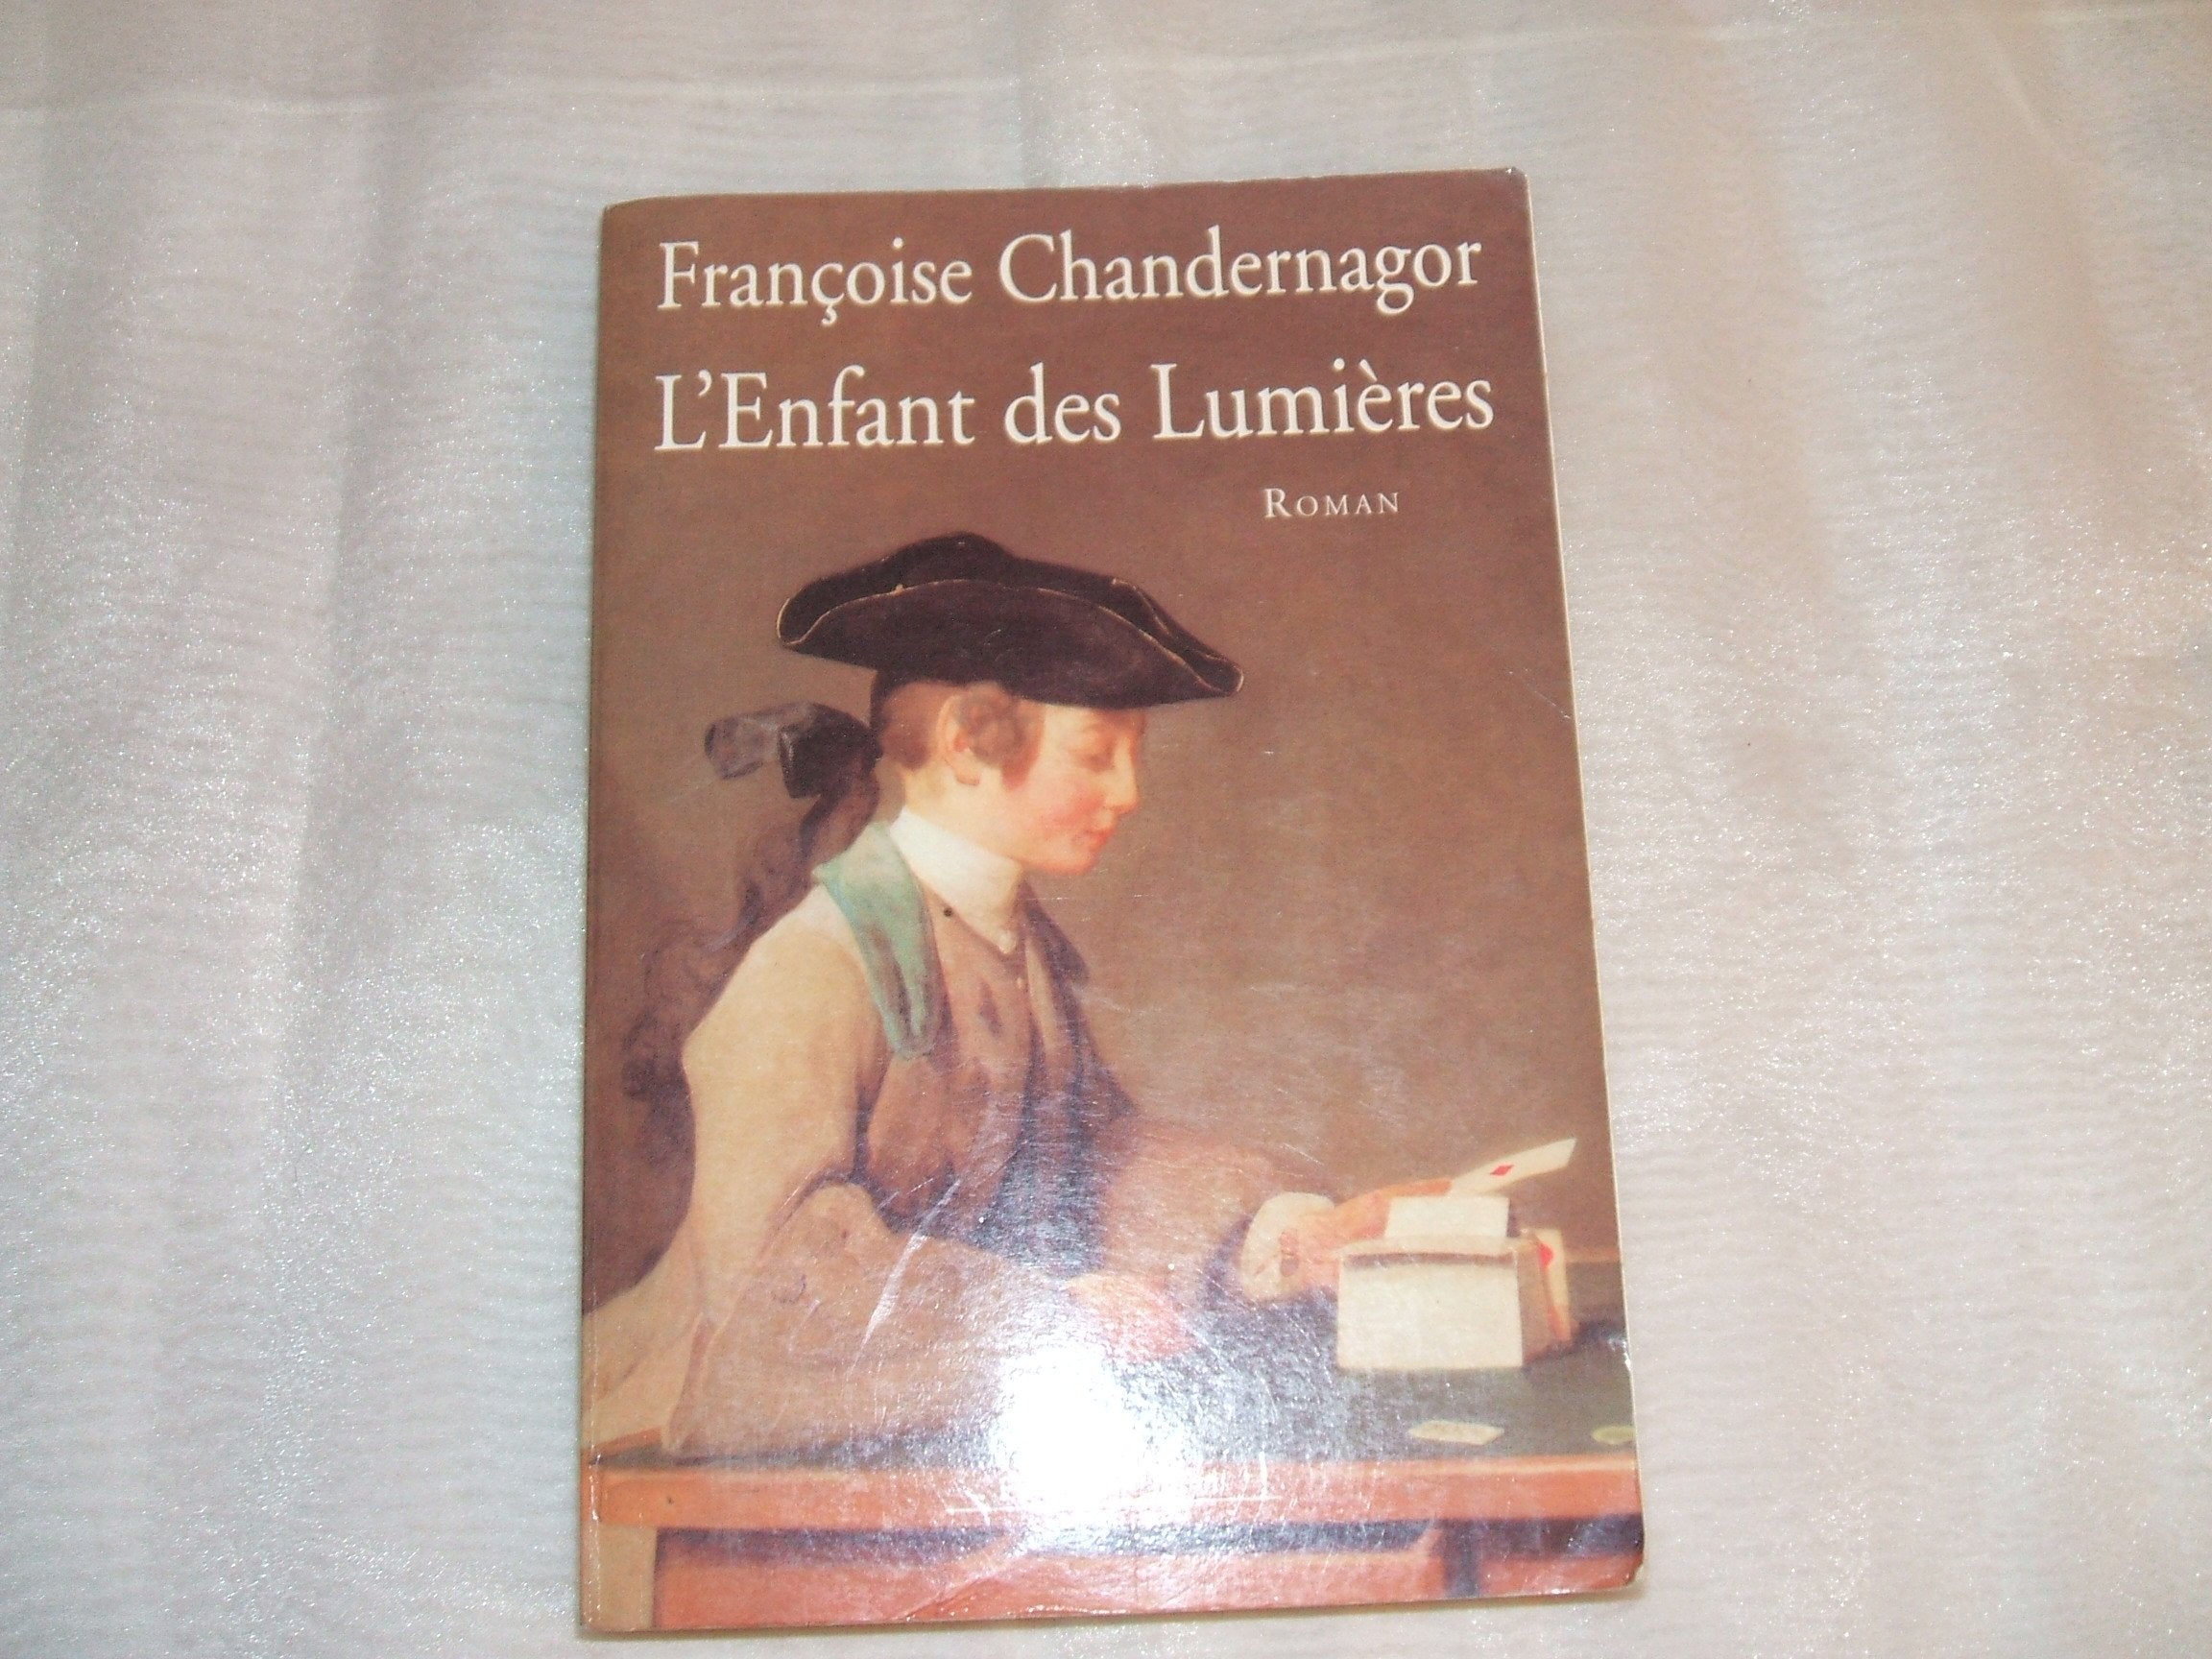 Françoise Chandernagor
L'Enfant des Lumières
ROMAN